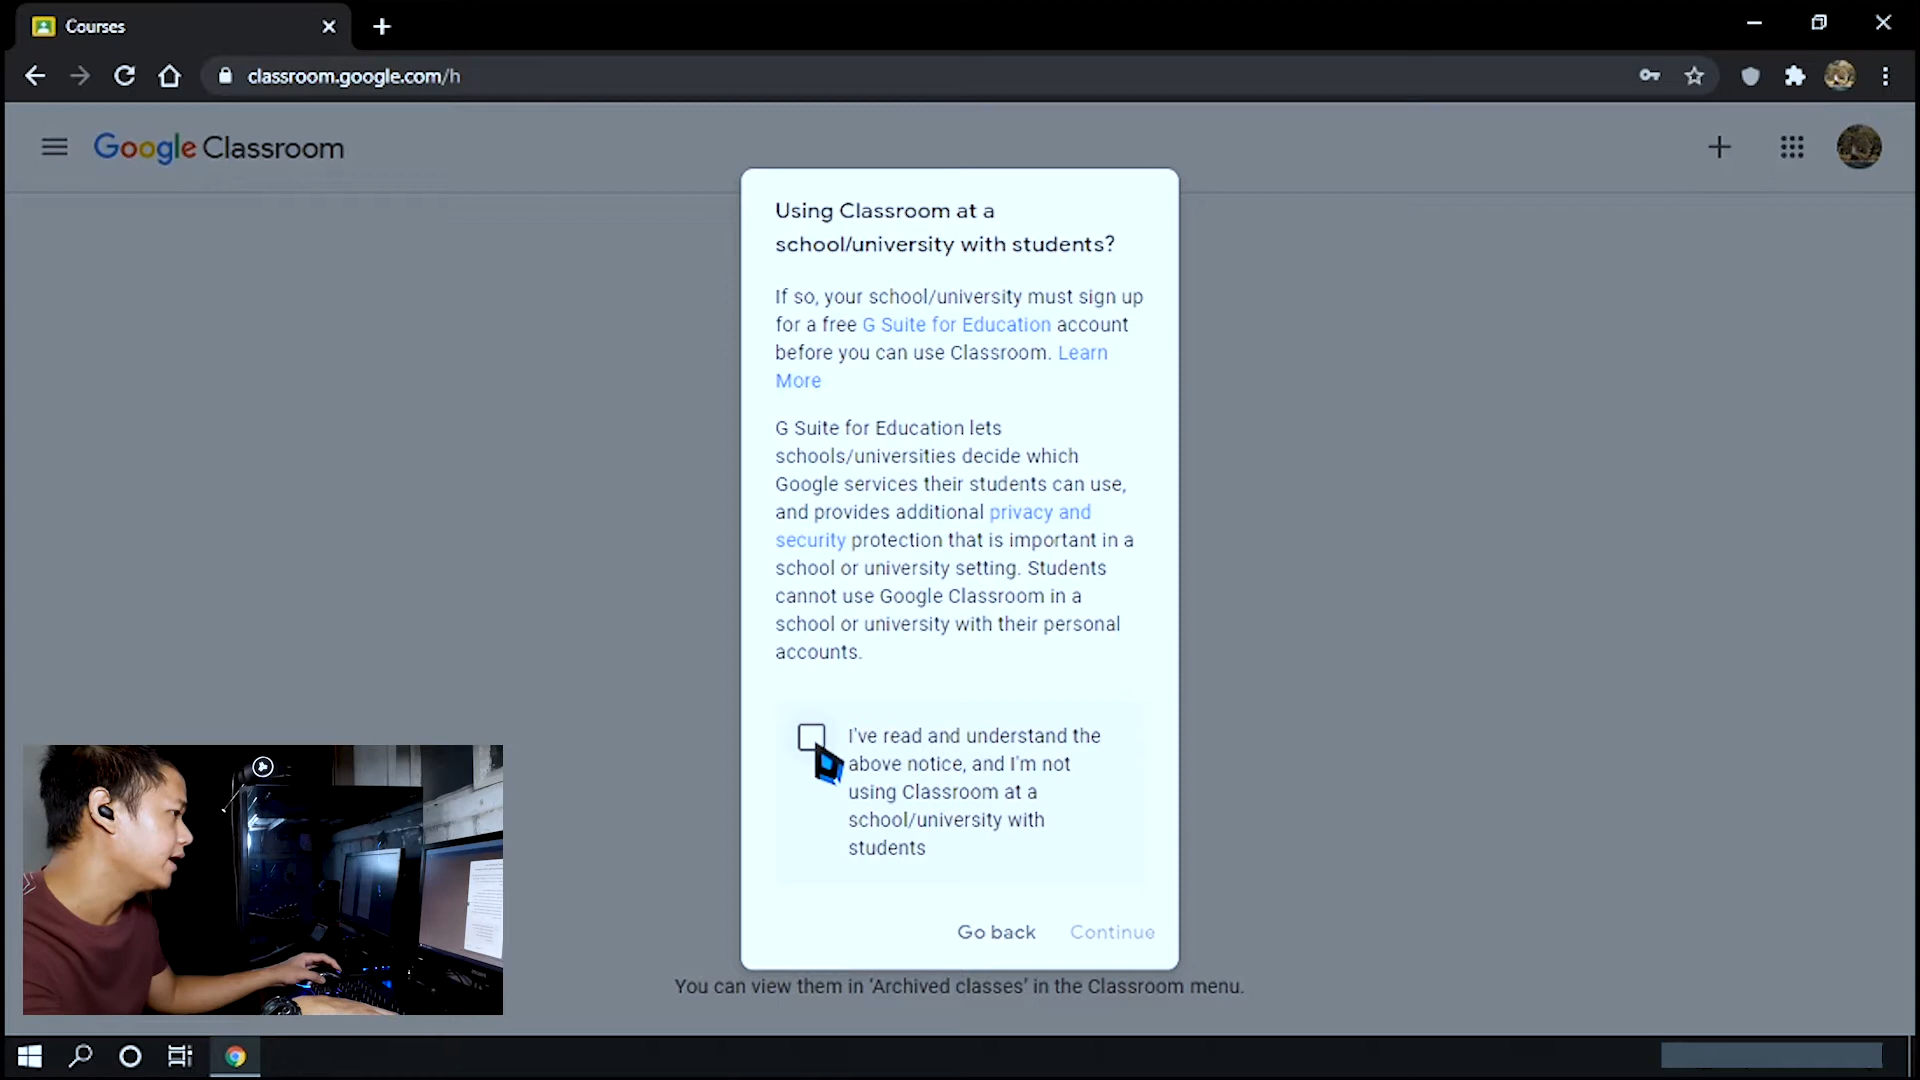 Courses
classroom.google.com/h
Google Classroom
Using Classroom at a
school/university with students?
If so, your school/university must sign up
for a free G Suite for Education account
before you can use Classroom. Learn
More
G Suite for Education lets
schools/universities decide which
Google services their students can use,
and provides additional privacy and
security protection that is important in a
school or university setting. Students
cannot use Google Classroom in a
school or university with their personal
accounts.
I've read and understand the
above notice, and I'm not
using Classroom at a
school/university with
students
Go back Continue
You can view them in 'Archived classes' in the Classroom menu.